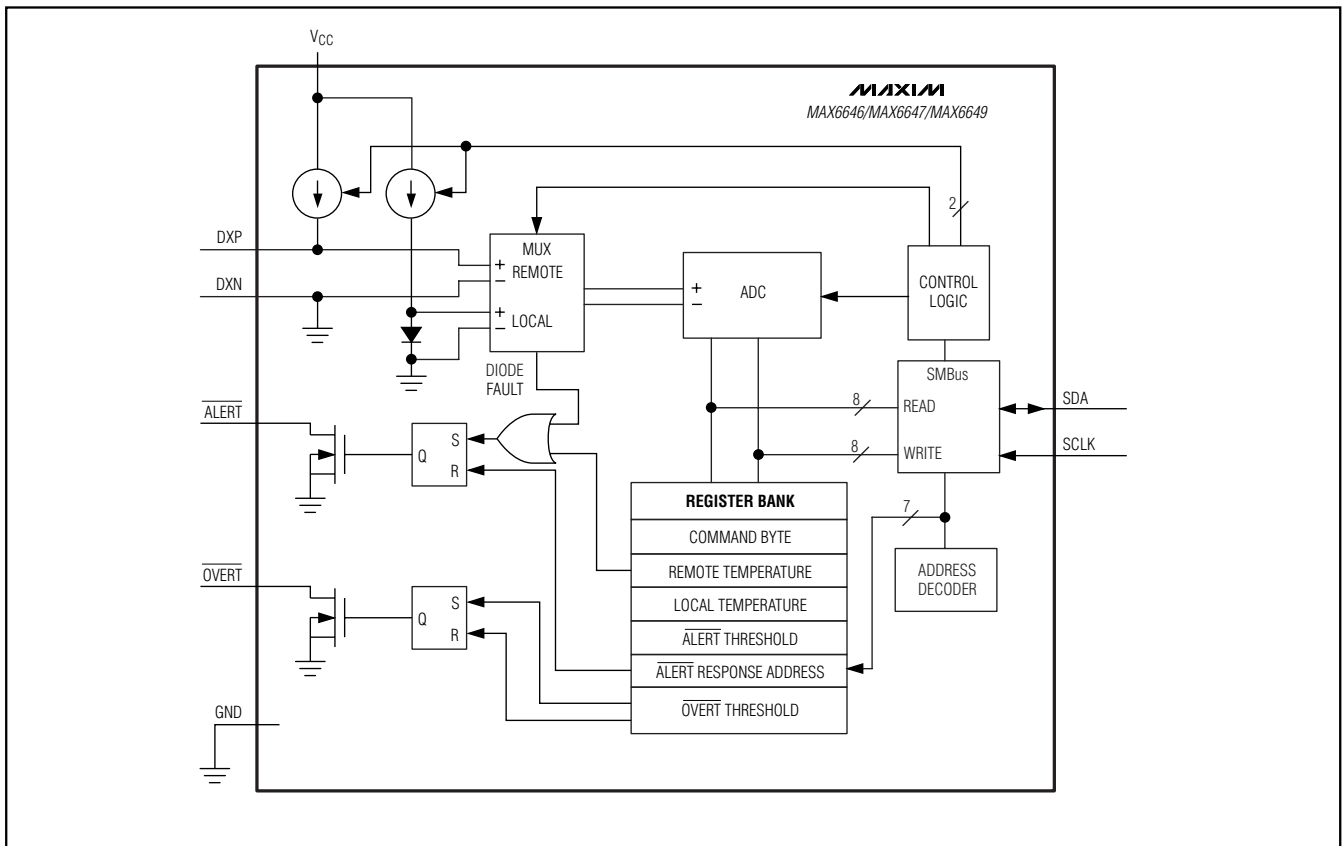 VCC
MAXIM
MAX6646/MAX6647/MAX6649
2
DXP
MUX
+ REMOTE
−
DXN
+ LOCAL
−
+ ADC
−
CONTROL
LOGIC
DIODE
FAULT
SMBus
8 READ
SDA
8 WRITE
SCLK
ALERT
S
Q
R
REGISTER BANK
COMMAND BYTE
REMOTE TEMPERATURE
LOCAL TEMPERATURE
ALERT THRESHOLD
ALERT RESPONSE ADDRESS
OVERT THRESHOLD
7
ADDRESS
DECODER
OVERT
S
Q
R
GND